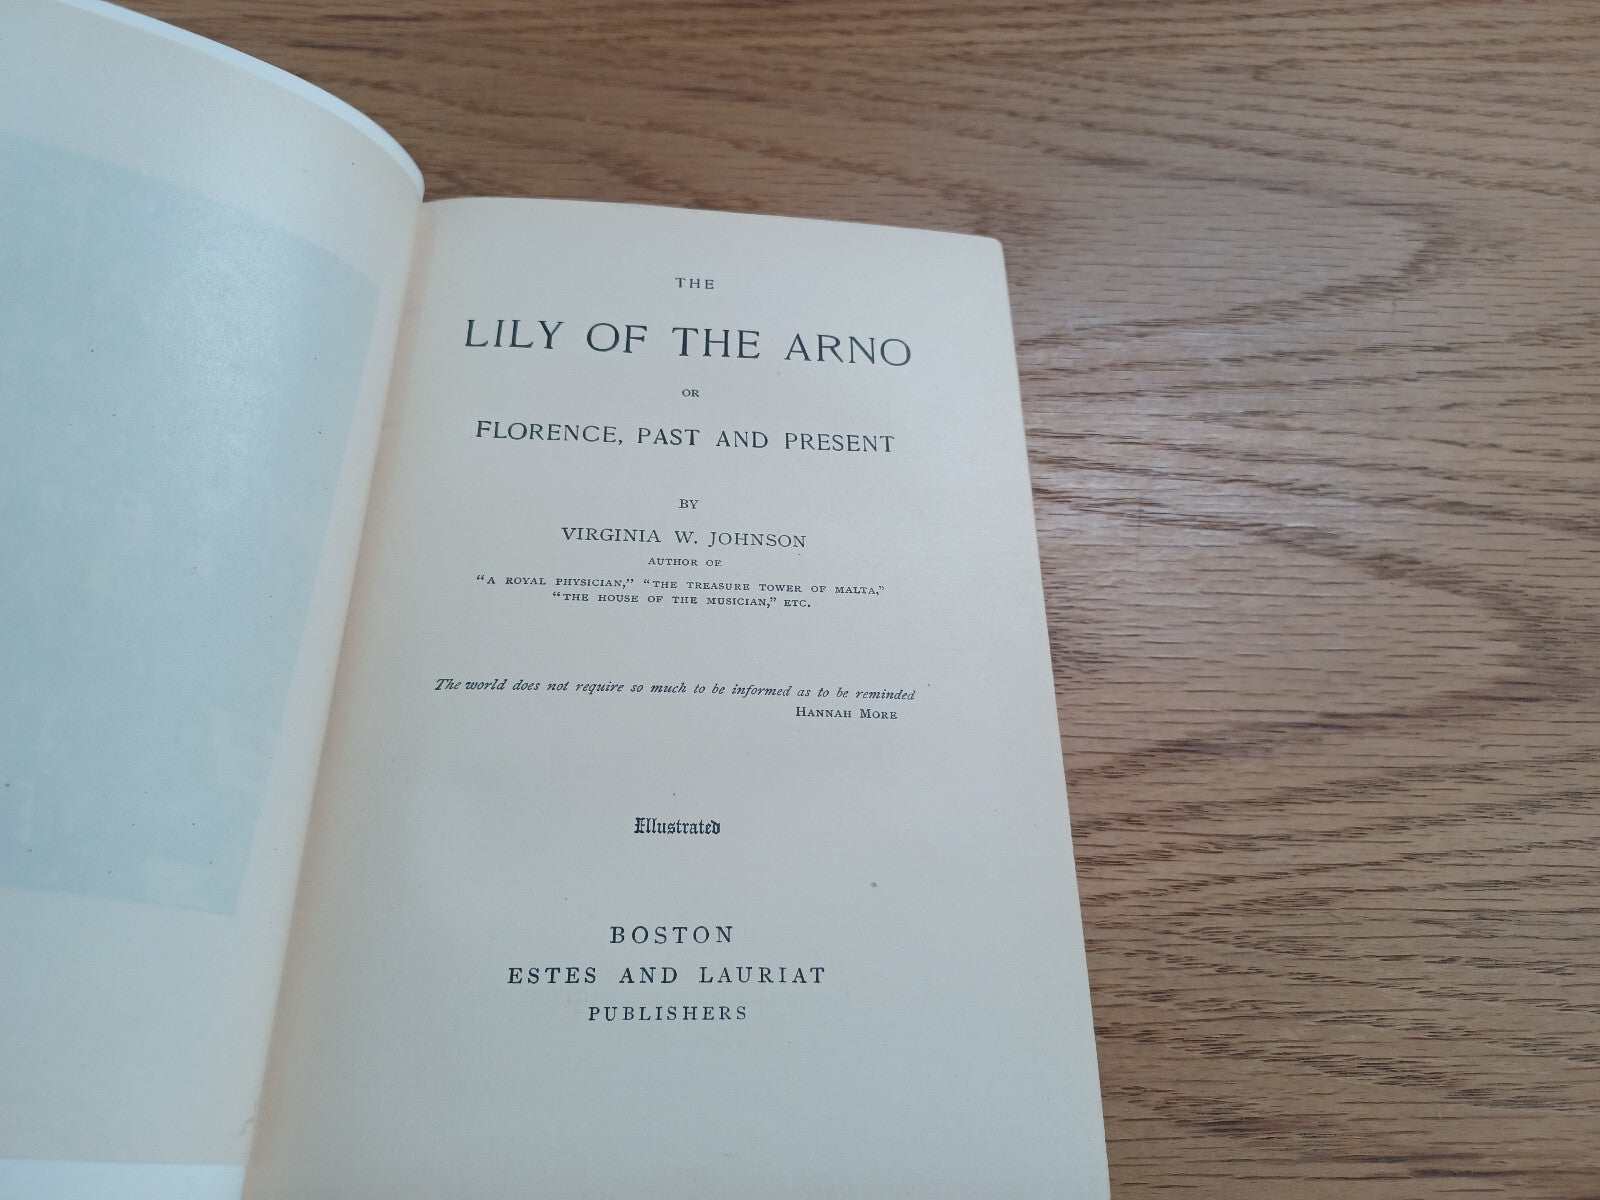 THE
LILY OF THE ARNO
OR
FLORENCE, PAST AND PRESENT
BY
VIRGINIA W. JOHNSON
AUTHOR OF
"A ROYAL PHYSICIAN," "THE TREASURE TOWER OF MALTA,"
"THE HOUSE OF THE MUSICIAN," ETC.
The world does not require so much to be informed as to be reminded
HANNAH MORE
Illustrated
BOSTON
ESTES AND LAURIAT
PUBLISHERS